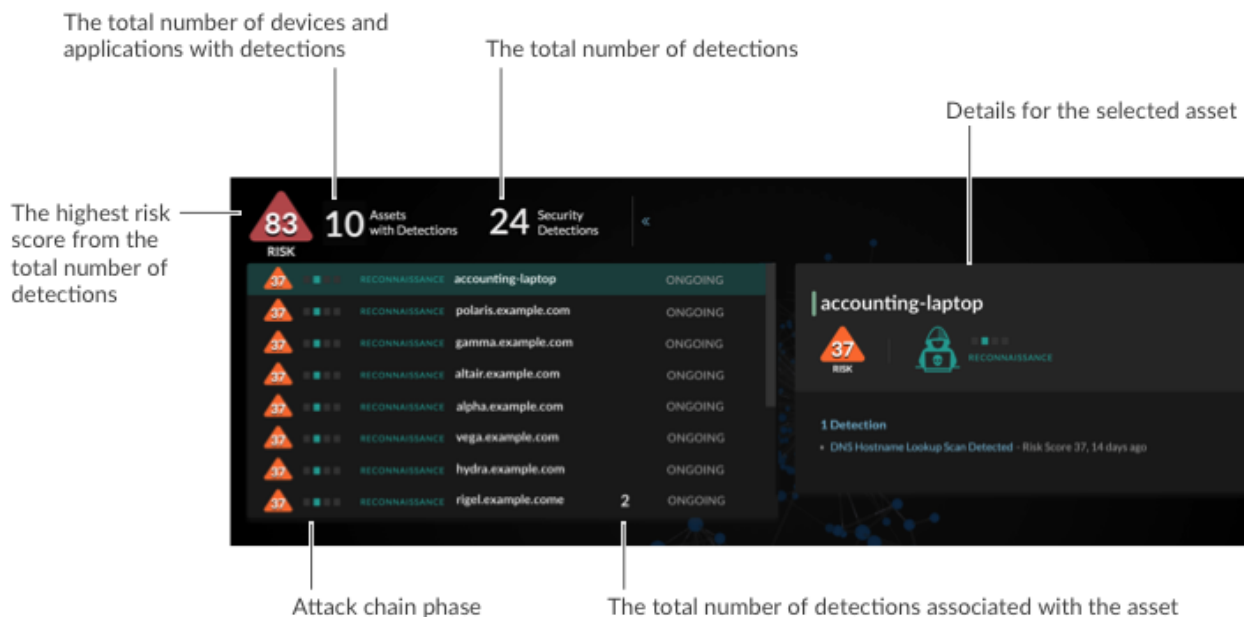 The total number of devices and
applications with detections
The total number of detections
Details for the selected asset
The highest risk
score from the
total number of
detections
83
RISK
10 Assets
with Detections
24 Security
Detections
«
37 RECONNAISSANCE accounting-laptop ONGOING
37 RECONNAISSANCE polaris.example.com ONGOING
37 RECONNAISSANCE gamma.example.com ONGOING
37 RECONNAISSANCE altair.example.com ONGOING
37 RECONNAISSANCE alpha.example.com ONGOING
37 RECONNAISSANCE vega.example.com ONGOING
37 RECONNAISSANCE hydra.example.com ONGOING
37 RECONNAISSANCE rigel.example.come 2 ONGOING
accounting-laptop
37
RISK
RECONNAISSANCE
1 Detection
• DNS Hostname Lookup Scan Detected - Risk Score 37, 14 days ago
Attack chain phase
The total number of detections associated with the asset